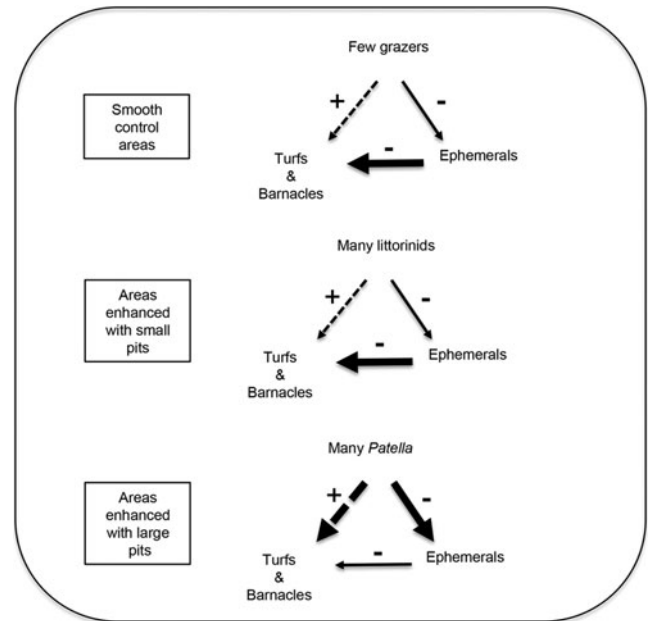 Few grazers
Smooth
control
areas
+
-
-
Turfs
&
Barnacles
Ephemerals
Many littorinids
Areas
enhanced
with small
pits
+
-
-
Turfs
&
Barnacles
Ephemerals
Many Patella
Areas
enhanced
with large
pits
+
-
-
Turfs
&
Barnacles
Ephemerals